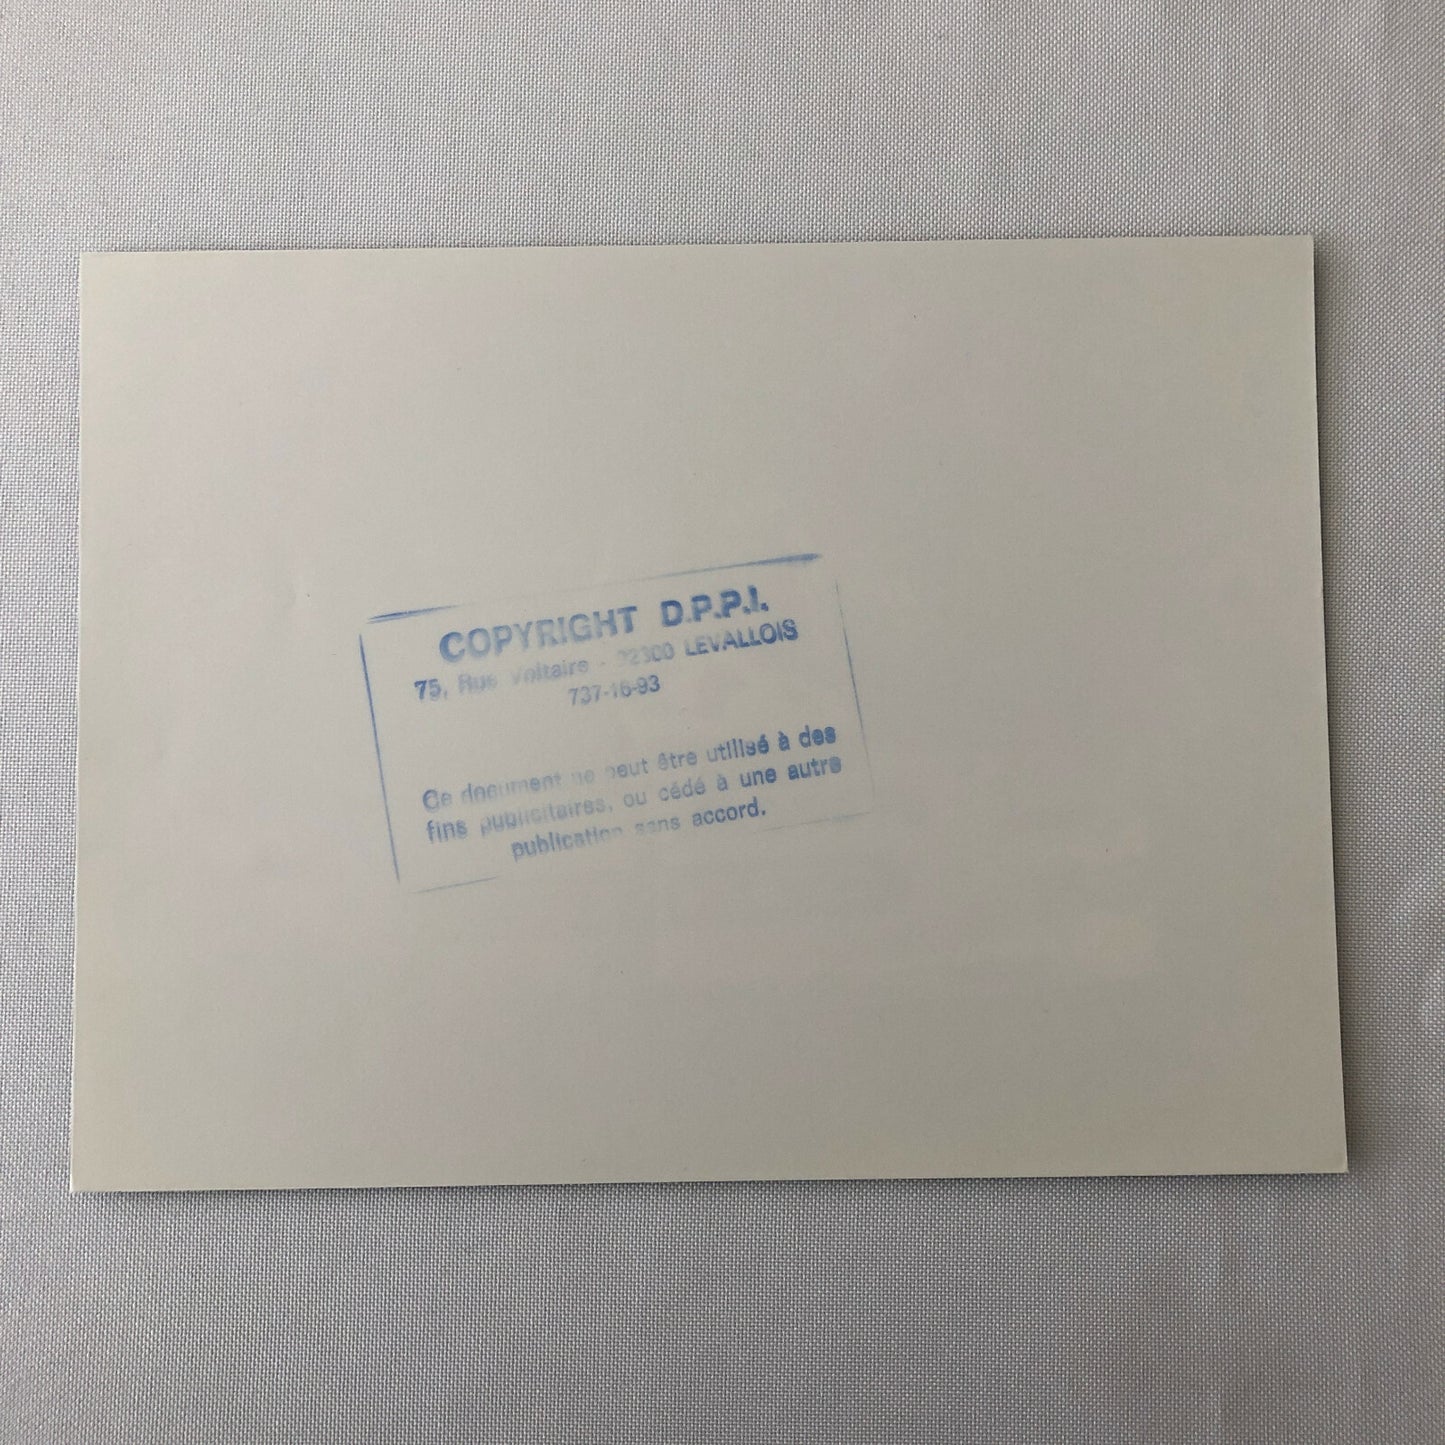 COPYRIGHT D.P.P.I.
75, Rue Voltaire - 92300 LEVALLOIS
737-16-93
Ce document ne peut être utilisé à des
fins publicitaires, ou cédé à une autre
publication sans accord.